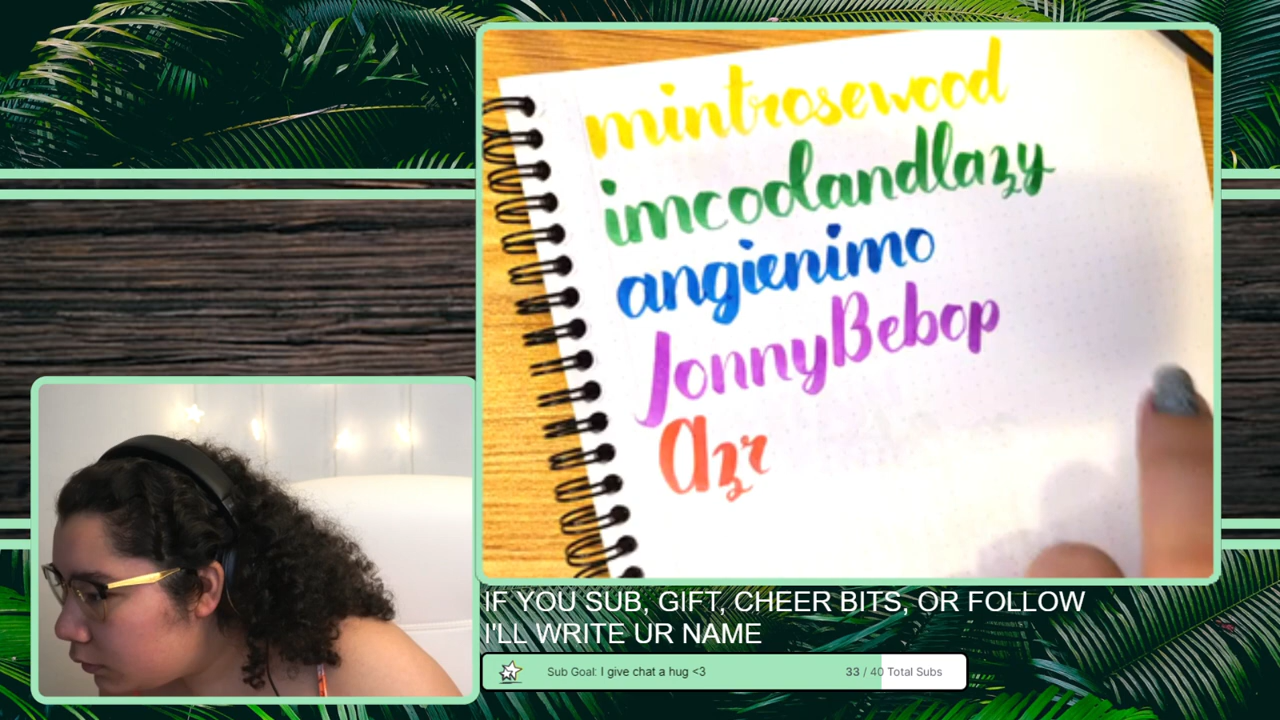 mintrosewood
imcoolandlazy
angienimo
JonnyBebop
Azr
IF YOU SUB, GIFT, CHEER BITS, OR FOLLOW
I'LL WRITE UR NAME
Sub Goal: I give chat a hug <3 33 / 40 Total Subs